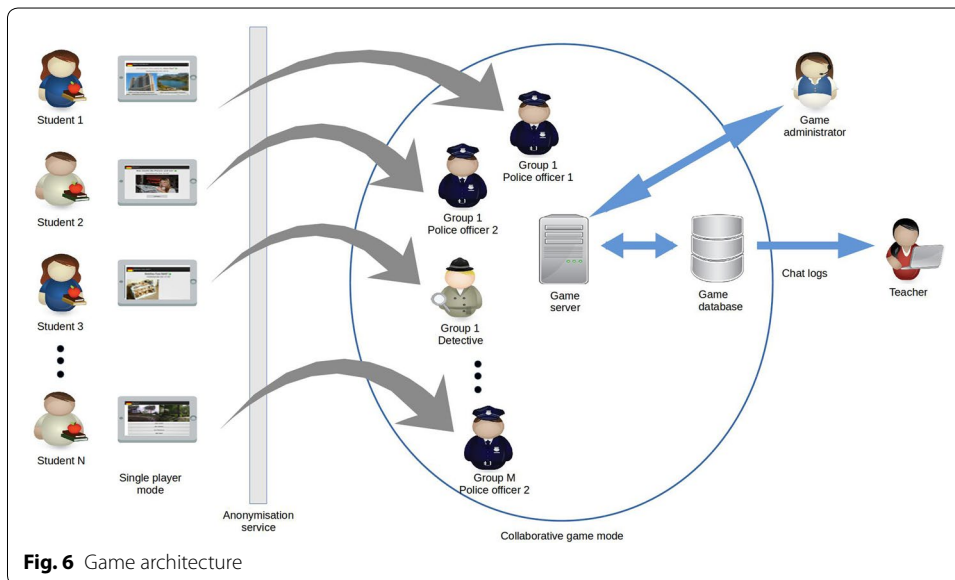 Student 1
Student 2
Student 3
Student N
Single player
mode
Anonymisation
service
Group 1
Police officer 1
Group 1
Police officer 2
Group 1
Detective
Group M
Police officer 2
Game
server
Game
database
Collaborative game mode
Game
administrator
Chat logs
Teacher
Fig. 6 Game architecture